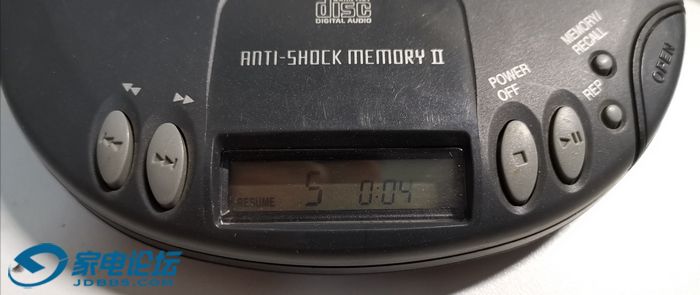 disc
DIGITAL AUDIO
ANTI-SHOCK MEMORY II
POWER
OFF
MEMORY/
RECALL
REP
OPEN
RESUME 5 0:04
家电论坛
JDBBS.COM